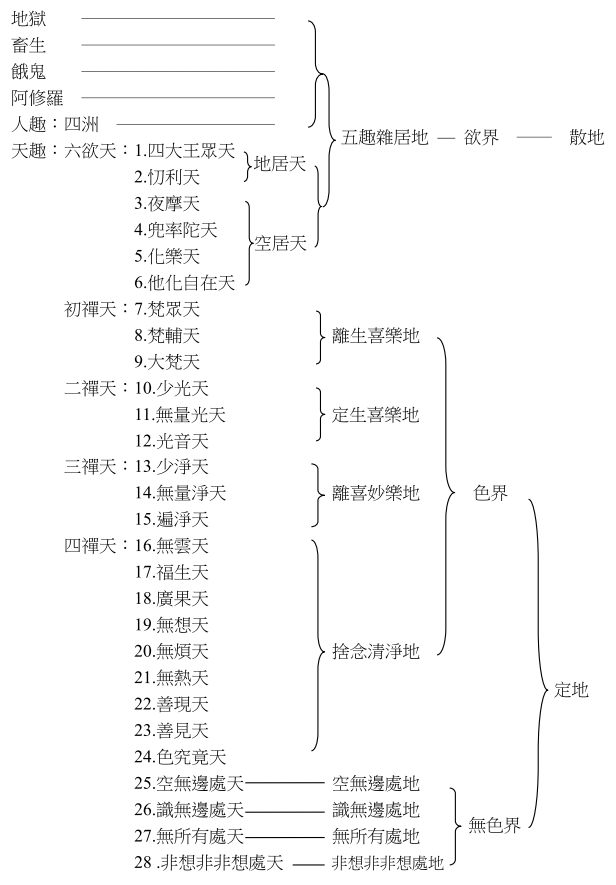 地獄
畜生
餓鬼
阿修羅
人趣：四洲
五趣雜居地 — 欲界 — 散地
天趣：六欲天：1.四大王眾天
地居天
2.忉利天
3.夜摩天
4.兜率陀天
空居天
5.化樂天
6.他化自在天
初禪天：7.梵眾天
8.梵輔天 離生喜樂地
9.大梵天
二禪天：10.少光天
11.無量光天 定生喜樂地
12.光音天
三禪天：13.少淨天
14.無量淨天 離喜妙樂地 色界
15.遍淨天
四禪天：16.無雲天
17.福生天
18.廣果天
19.無想天
20.無煩天 捨念清淨地
21.無熱天
定地
22.善現天
23.善見天
24.色究竟天
25.空無邊處天 空無邊處地
26.識無邊處天 識無邊處地
無色界
27.無所有處天 無所有處地
28 .非想非非想處天 — 非想非非想處地